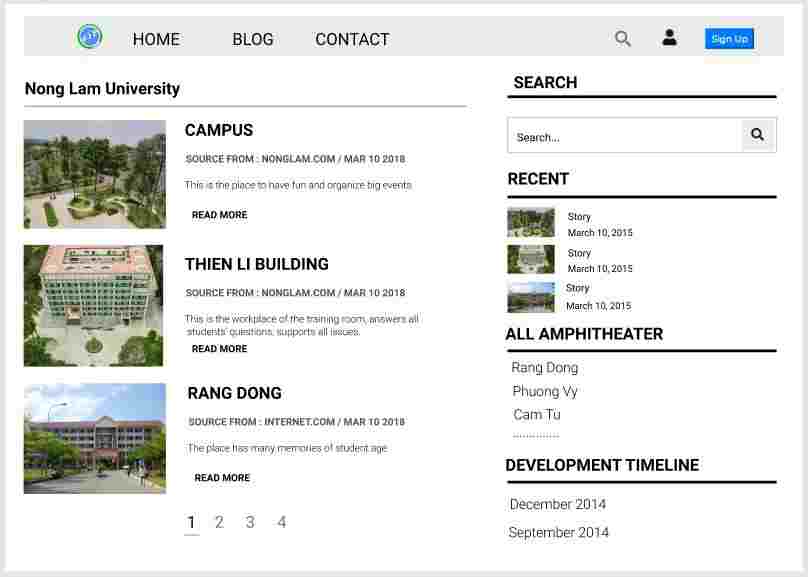 HOME BLOG CONTACT Sign Up
Nong Lam University
CAMPUS
SOURCE FROM : NONGLAM.COM / MAR 10 2018
This is the place to have fun and organize big events
READ MORE
THIEN LI BUILDING
SOURCE FROM : NONGLAM.COM / MAR 10 2018
This is the workplace of the training room, answers all
students' questions, supports all issues.
READ MORE
RANG DONG
SOURCE FROM : INTERNET.COM / MAR 10 2018
The place has many memories of student age
READ MORE
1 2 3 4
SEARCH
Search...
RECENT
Story
March 10, 2015
Story
March 10, 2015
Story
March 10, 2015
ALL AMPHITHEATER
Rang Dong
Phuong Vy
Cam Tu
..............
DEVELOPMENT TIMELINE
December 2014
September 2014